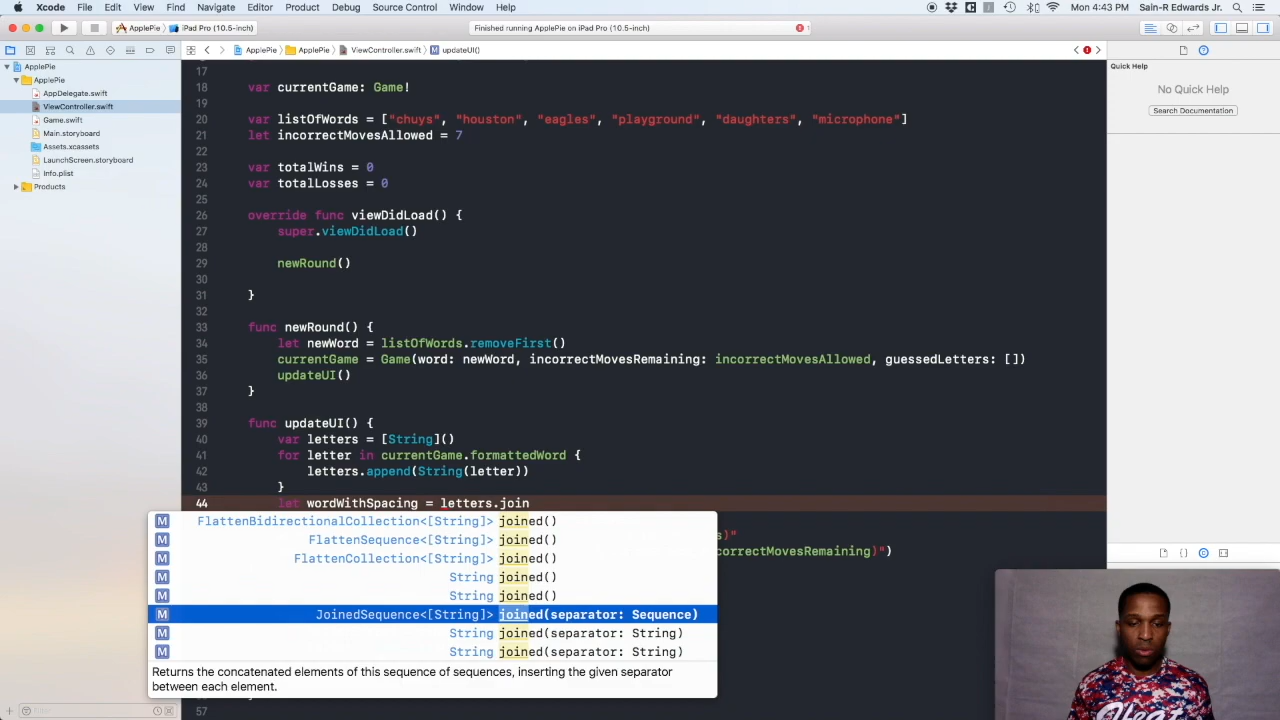 Xcode File Edit View Find Navigate Editor Product Debug Source Control Window Help Mon 4:43 PM Sain-R Edwards Jr.
ApplePie iPad Pro (10.5-inch) Finished running ApplePie on iPad Pro (10.5-inch) 1
ApplePie ApplePie ViewController.swift updateUI()
ApplePie
ApplePie
AppDelegate.swift
ViewController.swift
Game.swift
Main.storyboard
Assets.xcassets
LaunchScreen.storyboard
Info.plist
Products
17
18 var currentGame: Game!
19
20 var listOfWords = ["chuys", "houston", "eagles", "playground", "daughters", "microphone"]
21 let incorrectMovesAllowed = 7
22
23 var totalWins = 0
24 var totalLosses = 0
25
26 override func viewDidLoad() {
27 super.viewDidLoad()
28
29 newRound()
30
31 }
32
33 func newRound() {
34 let newWord = listOfWords.removeFirst()
35 currentGame = Game(word: newWord, incorrectMovesRemaining: incorrectMovesAllowed, guessedLetters: [])
36 updateUI()
37 }
38
39 func updateUI() {
40 var letters = [String]()
41 for letter in currentGame.formattedWord {
42 letters.append(String(letter))
43 }
44 let wordWithSpacing = letters.join
M FlattenBidirectionalCollection<[String]> joined()
M FlattenSequence<[String]> joined() s)"
M FlattenCollection<[String]> joined() correctMovesRemaining)")
M String joined()
M String joined()
M JoinedSequence<[String]> joined(separator: Sequence)
M String joined(separator: String)
M String joined(separator: String)
Returns the concatenated elements of this sequence of sequences, inserting the given separator
between each element.
57
Quick Help
No Quick Help
Search Documentation